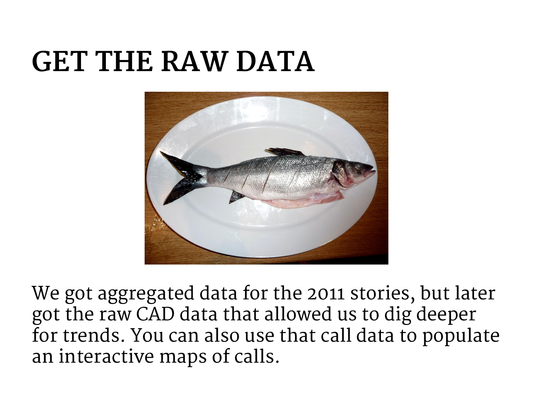 GET THE RAW DATA
We got aggregated data for the 2011 stories, but later
got the raw CAD data that allowed us to dig deeper
for trends. You can also use that call data to populate
an interactive maps of calls.